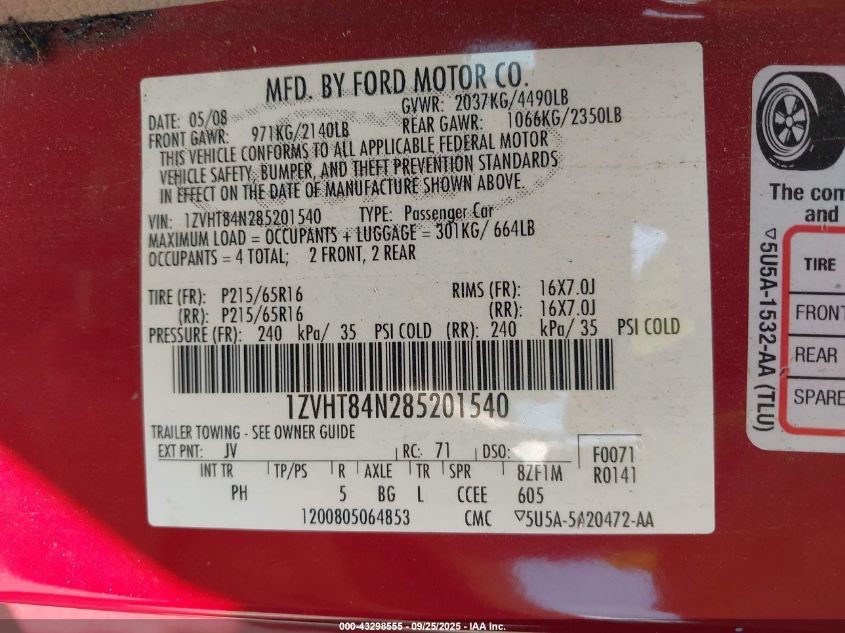 MFD. BY FORD MOTOR CO.
DATE: 05/08 GVWR: 2037KG/4490LB
FRONT GAWR: 971KG/2140LB REAR GAWR: 1066KG/2350LB
THIS VEHICLE CONFORMS TO ALL APPLICABLE FEDERAL MOTOR
VEHICLE SAFETY, BUMPER, AND THEFT PREVENTION STANDARDS
IN EFFECT ON THE DATE OF MANUFACTURE SHOWN ABOVE.
VIN: 1ZVHT84N285201540 TYPE: Passenger Car
MAXIMUM LOAD = OCCUPANTS + LUGGAGE = 301KG/ 664LB
OCCUPANTS = 4 TOTAL; 2 FRONT, 2 REAR
TIRE (FR): P215/65R16 RIMS (FR): 16X7.0J
(RR): P215/65R16 (RR): 16X7.0J
PRESSURE (FR): 240 kPa/ 35 PSI COLD (RR): 240 kPa/ 35 PSI COLD
1ZVHT84N285201540
TRAILER TOWING - SEE OWNER GUIDE
EXT PNT: JV RC: 71 DSO: F0071
INT TR TP/PS R AXLE TR SPR 8ZF1M R0141
PH 5 BG L CCEE 605
1200805064853 CMC ▽5U5A-5A20472-AA
The com
and
TIRE
FRONT
REAR
SPARE
▽5U5A-1532-AA (TLU)
000-43298555 - 09/25/2025 - IAA Inc.